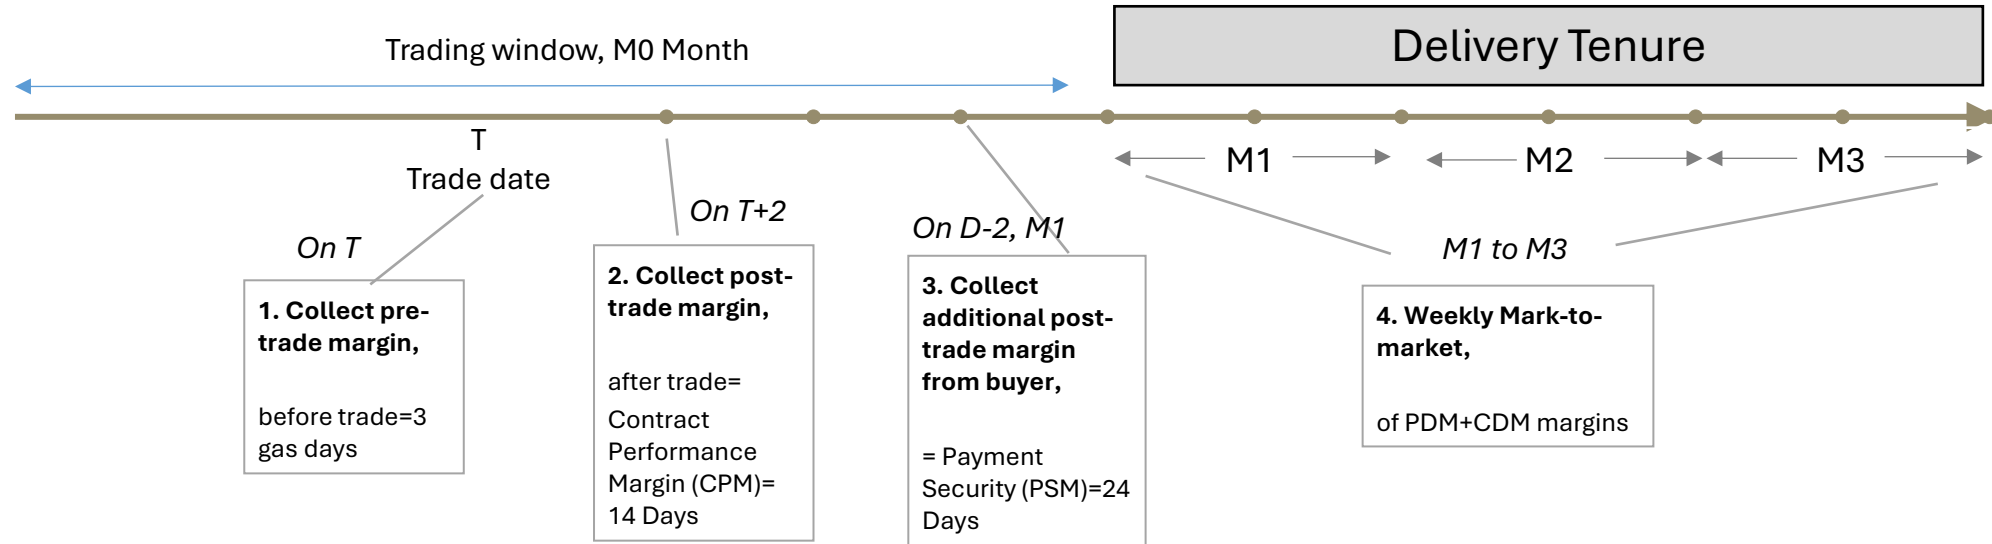 Trading window, M0 Month
Delivery Tenure
T
Trade date
M1
M2
M3
On T
1. Collect pre-
trade margin,
before trade=3
gas days
On T+2
2. Collect post-
trade margin,
after trade=
Contract
Performance
Margin (CPM)=
14 Days
On D-2, M1
3. Collect
additional post-
trade margin
from buyer,
= Payment
Security (PSM)=24
Days
M1 to M3
4. Weekly Mark-to-
market,
of PDM+CDM margins